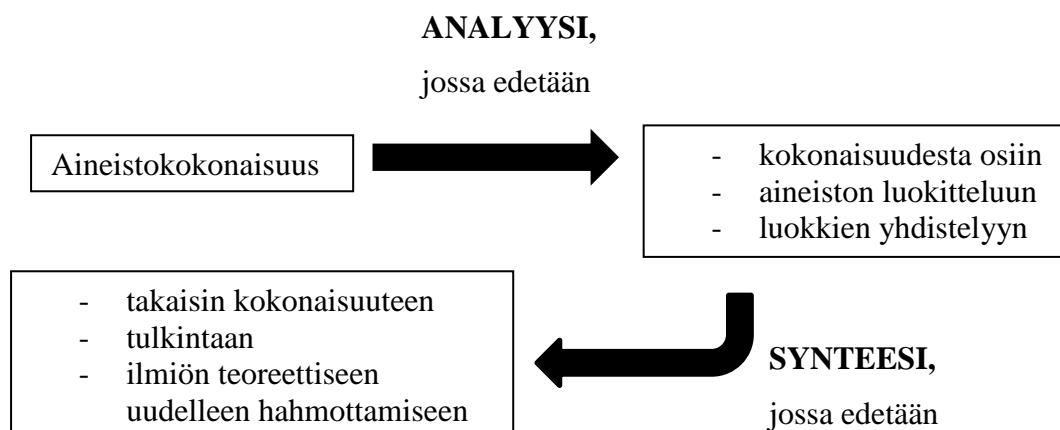 ANALYYSI,
jossa edetään
Aineistokokonaisuus
- kokonaisuudesta osiin
- aineiston luokitteluun
- luokkien yhdistelyyn
- takaisin kokonaisuuteen
- tulkintaan
- ilmiön teoreettiseen
uudelleen hahmottamiseen
SYNTEESI,
jossa edetään